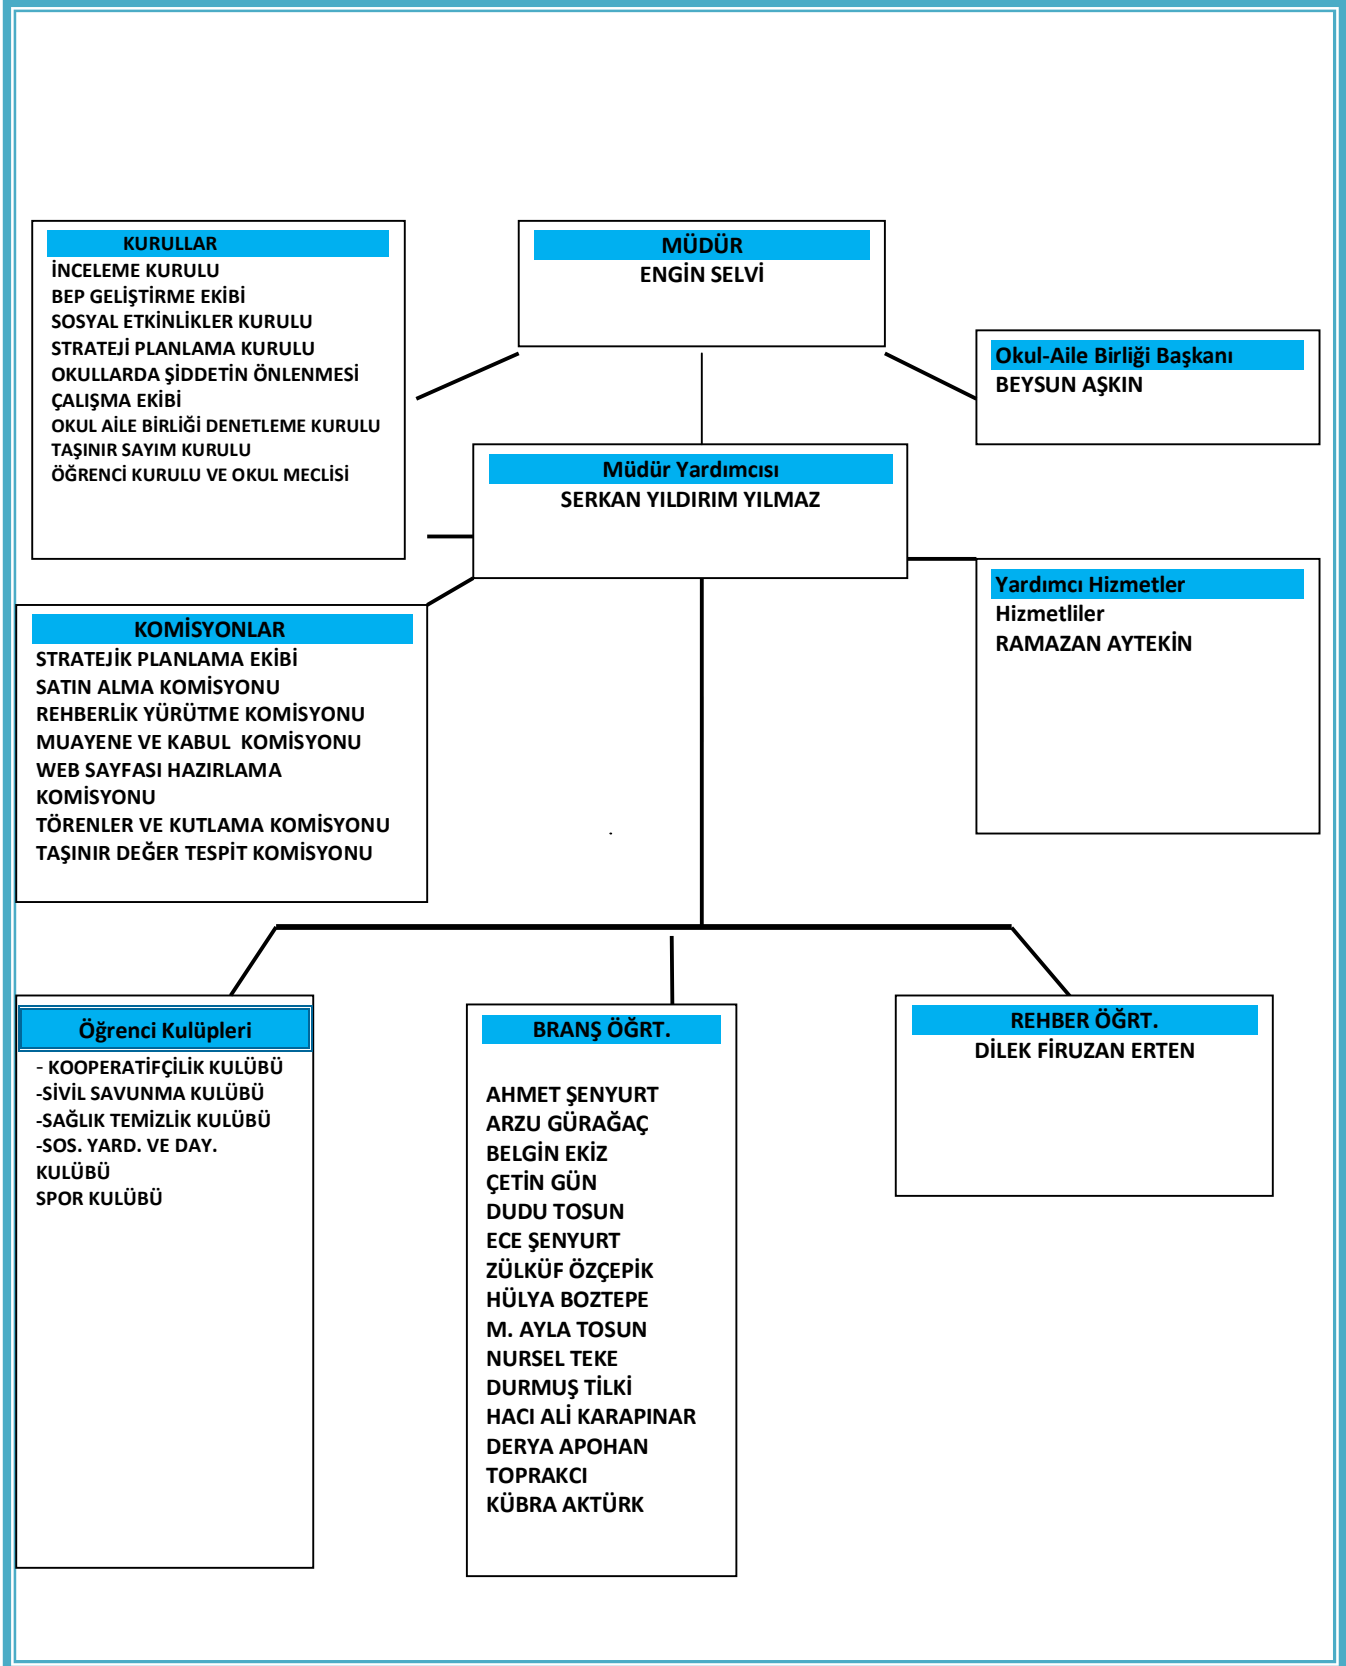 KURULLAR
İNCELEME KURULU
BEP GELİŞTİRME EKİBİ
SOSYAL ETKİNLİKLER KURULU
STRATEJİ PLANLAMA KURULU
OKULLARDA ŞİDDETİN ÖNLENMESİ
ÇALIŞMA EKİBİ
OKUL AİLE BİRLİĞİ DENETLEME KURULU
TAŞINIR SAYIM KURULU
ÖĞRENCİ KURULU VE OKUL MECLİSİ
MÜDÜR
ENGİN SELVİ
Okul-Aile Birliği Başkanı
BEYSUN AŞKIN
Müdür Yardımcısı
SERKAN YILDIRIM YILMAZ
Yardımcı Hizmetler
Hizmetliler
RAMAZAN AYTEKİN
KOMİSYONLAR
STRATEJİK PLANLAMA EKİBİ
SATIN ALMA KOMİSYONU
REHBERLİK YÜRÜTME KOMİSYONU
MUAYENE VE KABUL  KOMİSYONU
WEB SAYFASI HAZIRLAMA
KOMİSYONU
TÖRENLER VE KUTLAMA KOMİSYONU
TAŞINIR DEĞER TESPİT KOMİSYONU
.
Öğrenci Kulüpleri
- KOOPERATİFÇİLİK KULÜBÜ
-SİVİL SAVUNMA KULÜBÜ
-SAĞLIK TEMİZLİK KULÜBÜ
-SOS. YARD. VE DAY.
KULÜBÜ
SPOR KULÜBÜ
BRANŞ ÖĞRT.
AHMET ŞENYURT
ARZU GÜRAĞAÇ
BELGİN EKİZ
ÇETİN GÜN
DUDU TOSUN
ECE ŞENYURT
ZÜLKÜF ÖZÇEPİK
HÜLYA BOZTEPE
M. AYLA TOSUN
NURSEL TEKE
DURMUŞ TİLKİ
HACI ALİ KARAPINAR
DERYA APOHAN
TOPRAKCI
KÜBRA AKTÜRK
REHBER ÖĞRT.
DİLEK FİRUZAN ERTEN